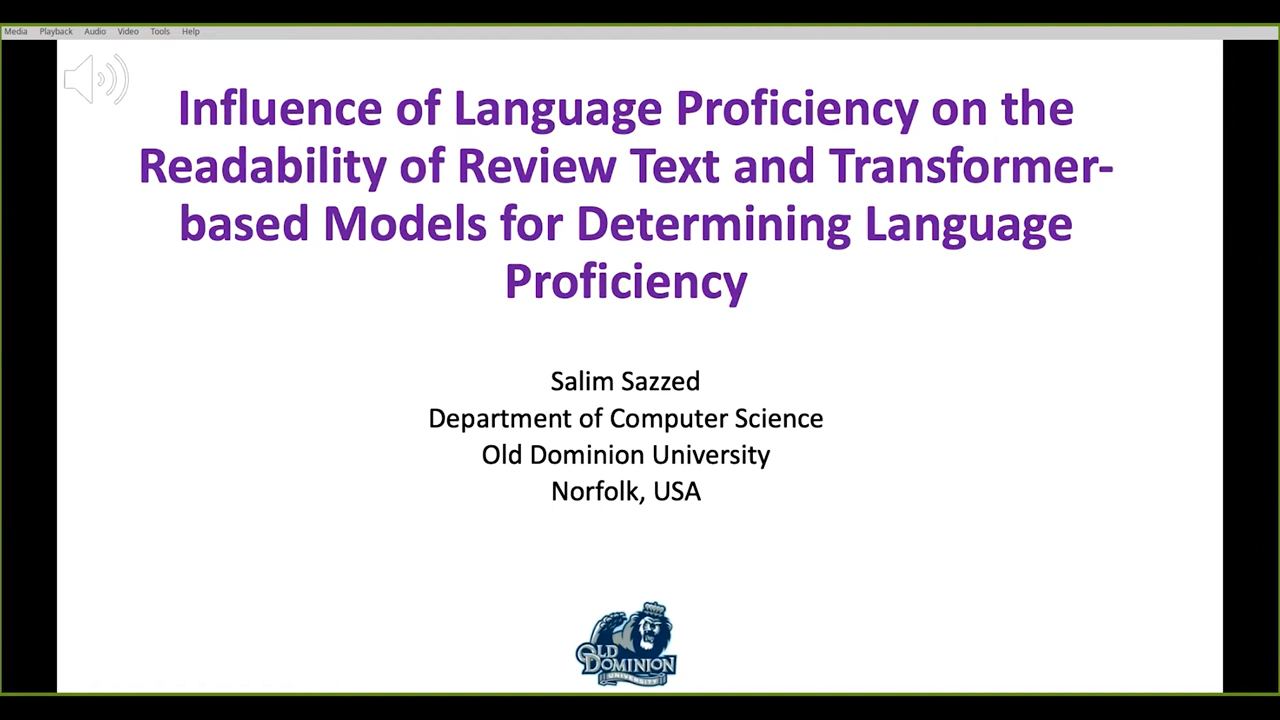 Media Playback Audio Video Tools Help
Influence of Language Proficiency on the
Readability of Review Text and Transformer-
based Models for Determining Language
Proficiency
Salim Sazzed
Department of Computer Science
Old Dominion University
Norfolk, USA
OLD
DOMINION
UNIVERSITY